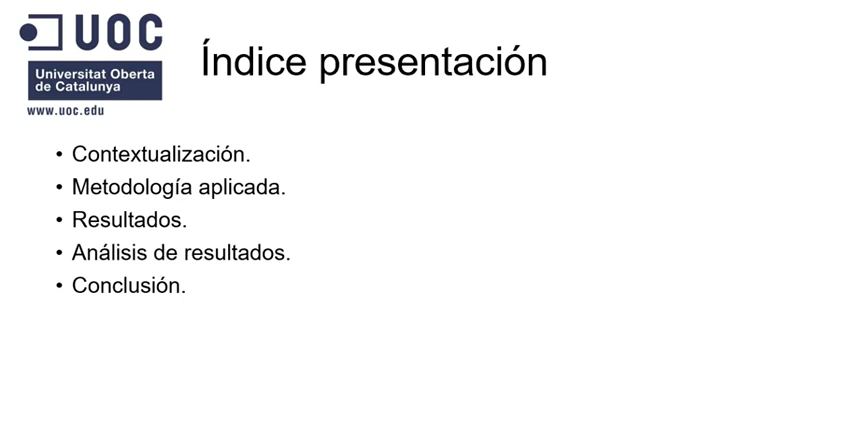 UOC
Universitat Oberta
de Catalunya
www.uoc.edu
Índice presentación
• Contextualización.
• Metodología aplicada.
• Resultados.
• Análisis de resultados.
• Conclusión.